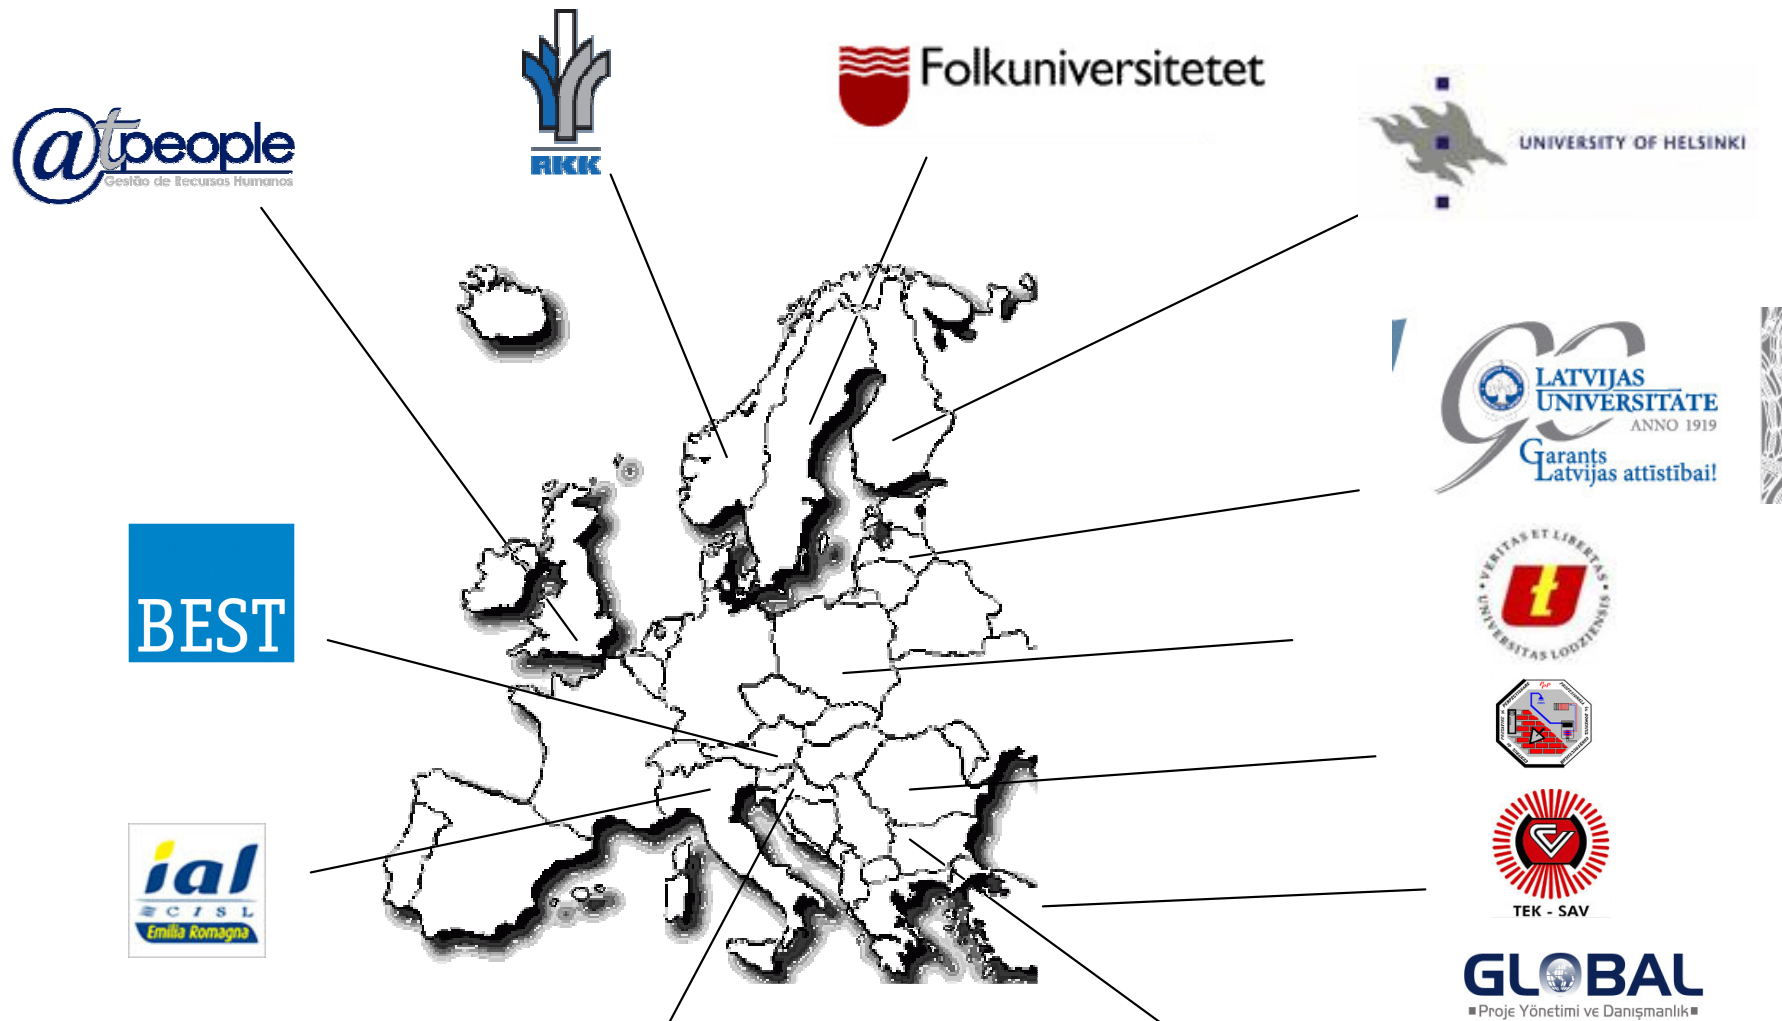 @tpeople
Gestão de Recursos Humanos
RKK
Folkuniversitetet
UNIVERSITY OF HELSINKI
90
LATVIJAS
UNIVERSITĀTE
ANNO 1919
Garants
Latvijas attīstībai!
BEST
VERITAS ET LIBERTAS
UNIVERSITAS LODZIENSIS
ial
CISL
Emilia Romagna
TEK - SAV
GLOBAL
Proje Yönetimi ve Danışmanlık